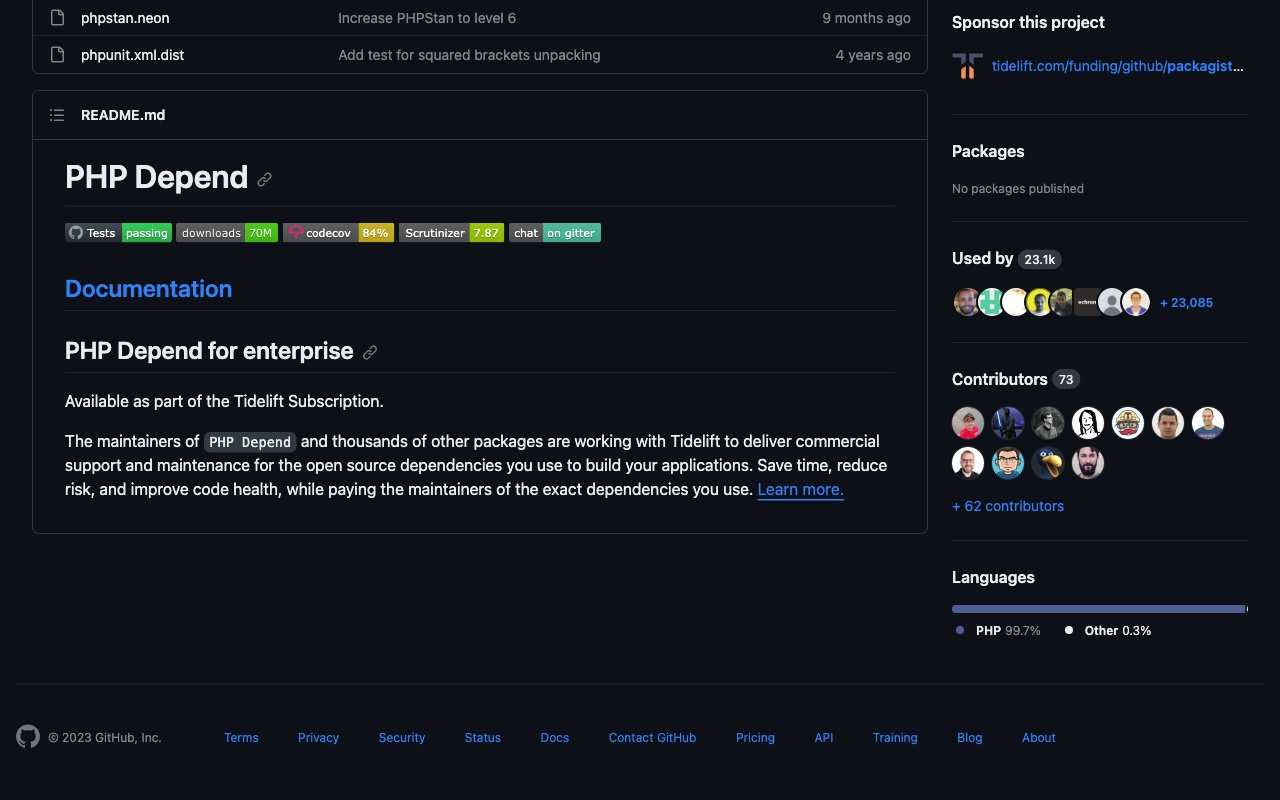 phpstan.neon Increase PHPStan to level 6 9 months ago
phpunit.xml.dist Add test for squared brackets unpacking 4 years ago
README.md
PHP Depend
Tests passing downloads 70M codecov 84% Scrutinizer 7.87 chat on gitter
Documentation
PHP Depend for enterprise
Available as part of the Tidelift Subscription.
The maintainers of PHP Depend and thousands of other packages are working with Tidelift to deliver commercial
support and maintenance for the open source dependencies you use to build your applications. Save time, reduce
risk, and improve code health, while paying the maintainers of the exact dependencies you use. Learn more.
Sponsor this project
tidelift.com/funding/github/packagist...
Packages
No packages published
Used by 23.1k
echron
+ 23,085
Contributors 73
+ 62 contributors
Languages
PHP 99.7% Other 0.3%
© 2023 GitHub, Inc. Terms Privacy Security Status Docs Contact GitHub Pricing API Training Blog About